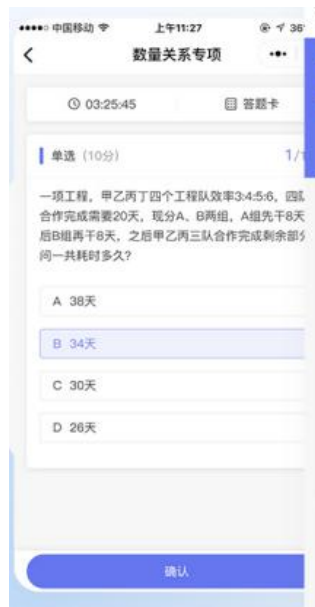 中国移动 上午11:27 36
数量关系专项
03:25:45 答题卡
单选 (10分) 1/
一项工程，甲乙丙丁四个工程队效率3:4:5:6，四队
合作完成需要20天，现分A、B两组，A组先干8天
后B组再干8天，之后甲乙丙三队合作完成剩余部分
问一共耗时多久?
A 38天
B 34天
C 30天
D 26天
确认